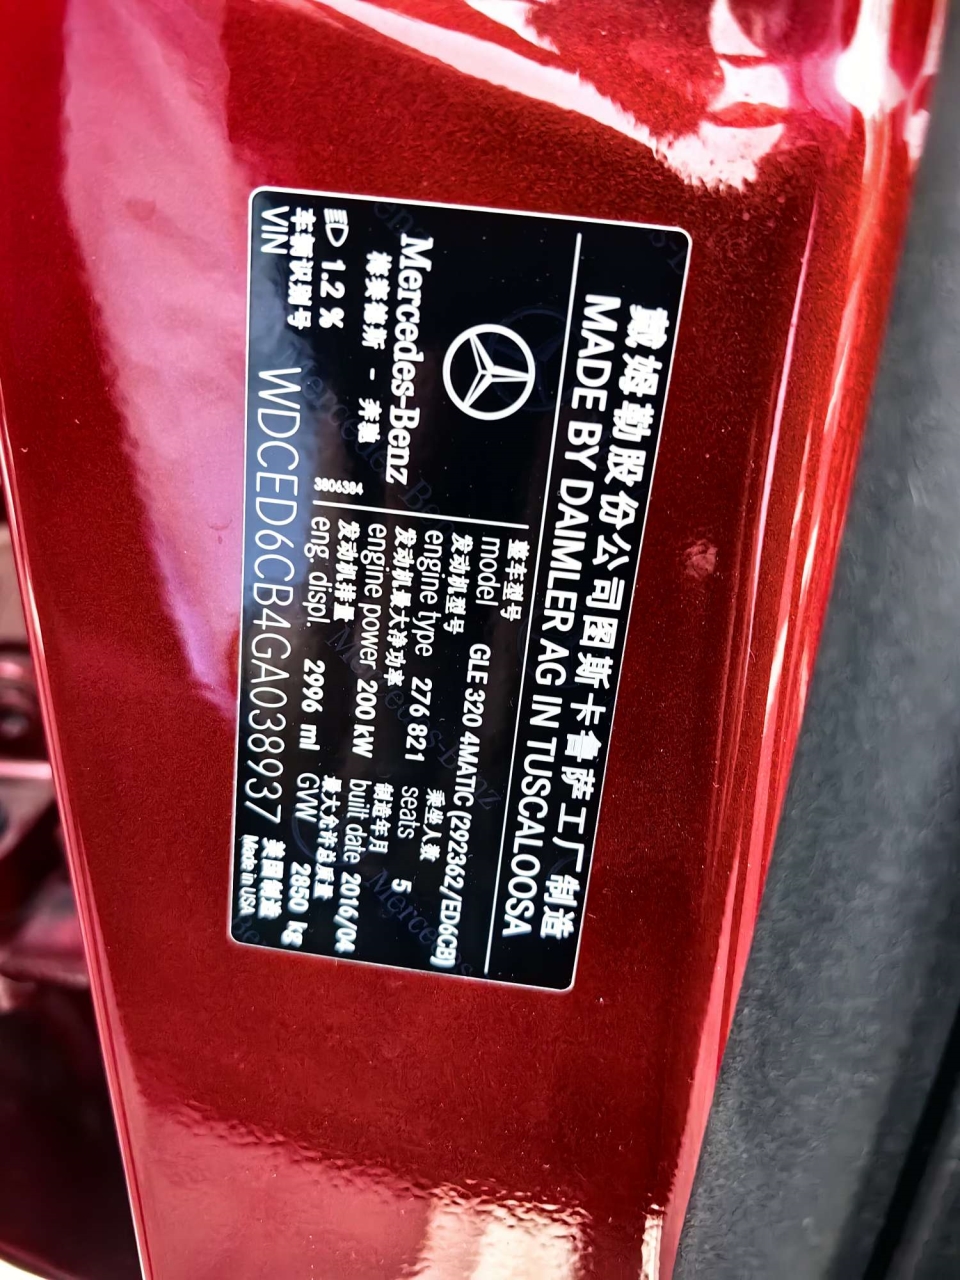 戴姆勒股份公司图斯卡鲁萨工厂制造
MADE BY DAIMLER AG IN TUSCALOOSA
Mercedes-Benz
梅赛德斯 - 奔驰
1.2 %
3806384
整车型号
model GLE 320 4MATIC (292362/ED6CB)
发动机型号 乘坐人数
engine type 276 821 seats 5
发动机最大净功率 制造年月
engine power 200 kW built date 2016/04
发动机排量 最大允许总质量
eng. displ. 2996 ml GVW 2850 kg
车辆识别号 美国制造
VIN WDCED6CB4GA038937 Made in USA